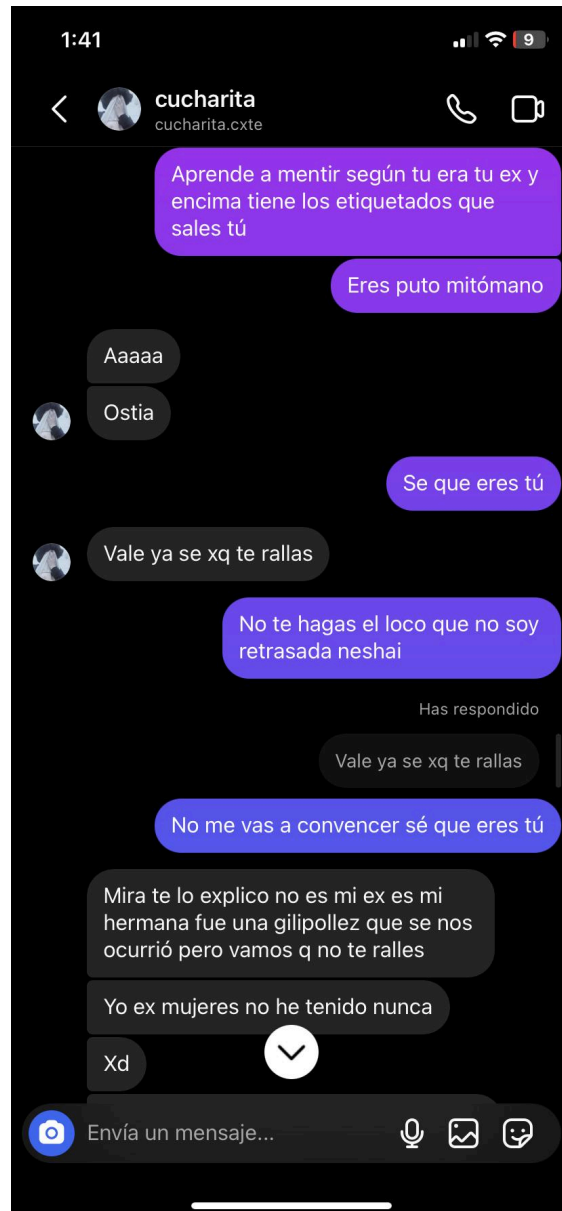 1:41
9
cucharita
cucharita.cxte
Aprende a mentir según tu era tu ex y
encima tiene los etiquetados que
sales tú
Eres puto mitómano
Aaaaa
Ostia
Se que eres tú
Vale ya se xq te rallas
No te hagas el loco que no soy
retrasada neshai
Has respondido
Vale ya se xq te rallas
No me vas a convencer sé que eres tú
Mira te lo explico no es mi ex es mi
hermana fue una gilipollez que se nos
ocurrió pero vamos q no te ralles
Yo ex mujeres no he tenido nunca
Xd
Envía un mensaje...